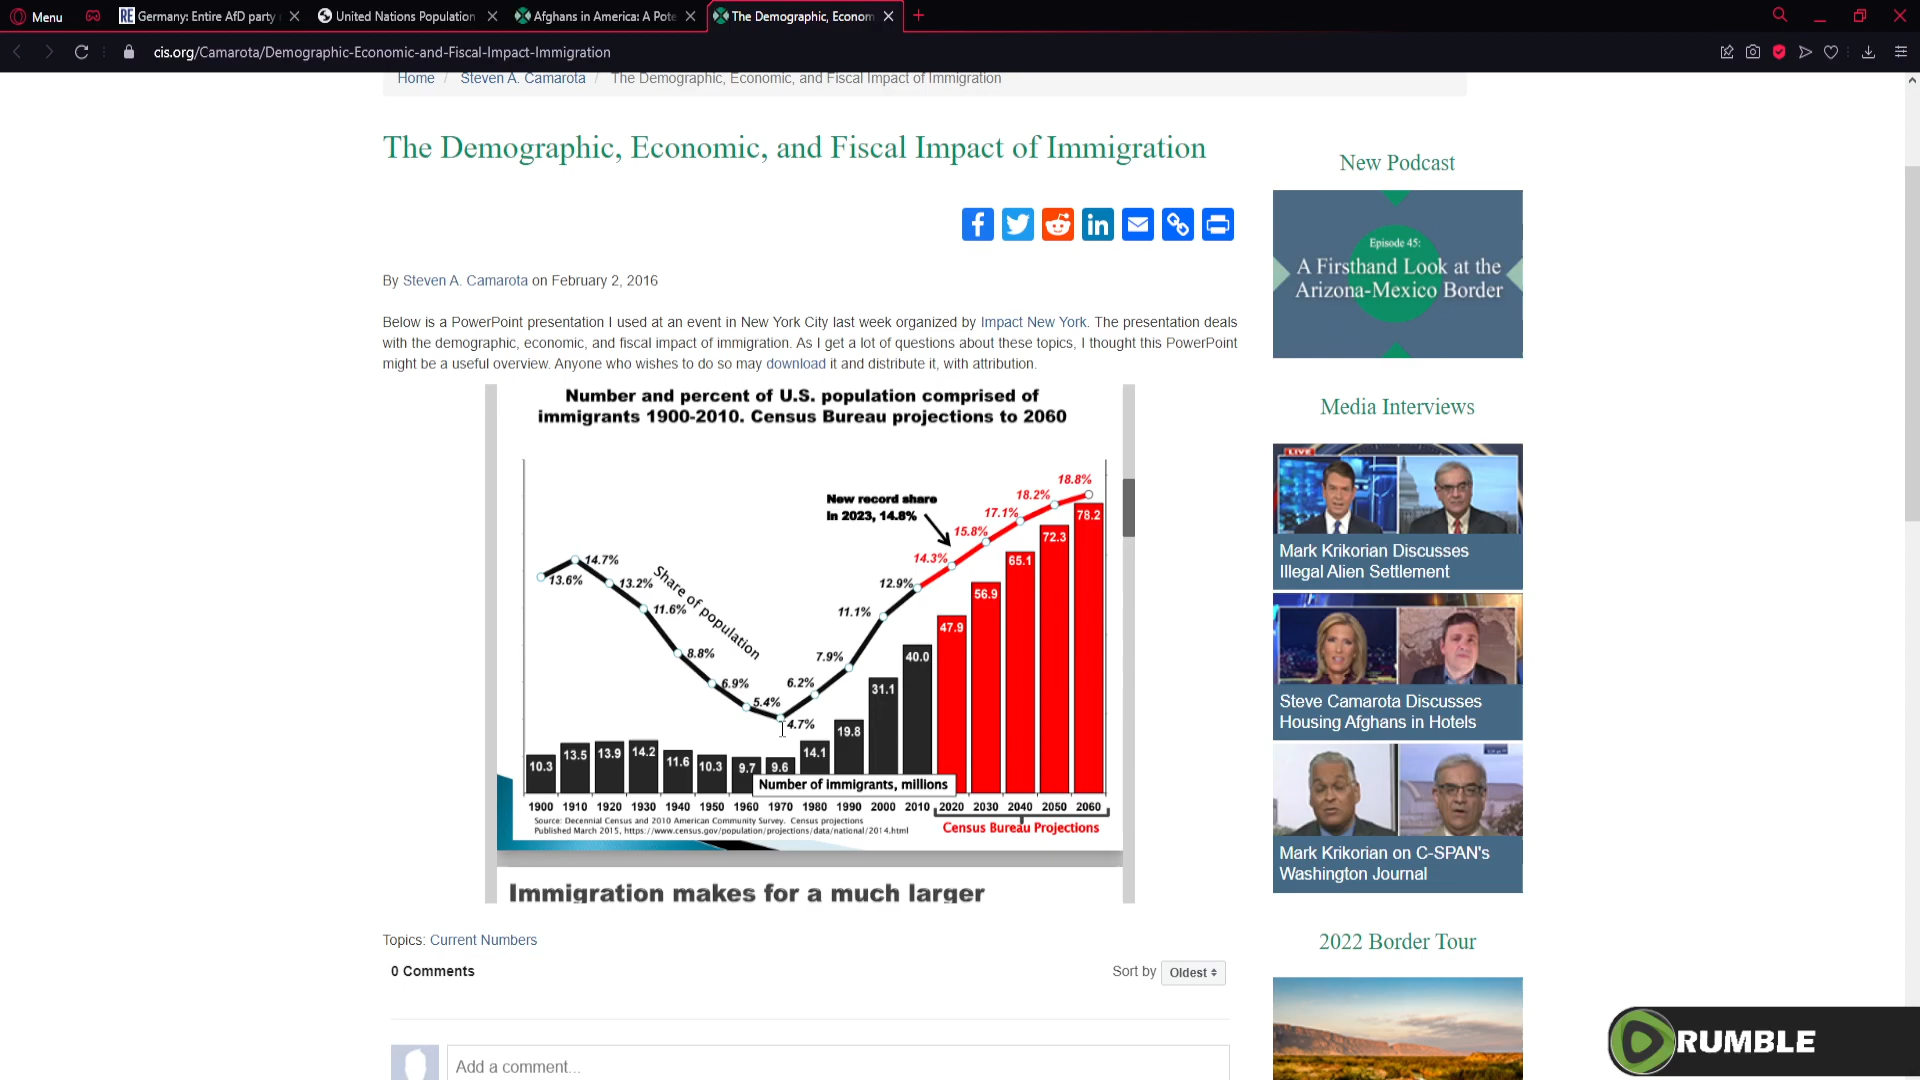 Menu
RE Germany: Entire AfD party
United Nations Population
Afghans in America: A Pote
The Demographic, Econom
cis.org/Camarota/Demographic-Economic-and-Fiscal-Impact-Immigration
Home / Steven A. Camarota / The Demographic, Economic, and Fiscal Impact of Immigration
The Demographic, Economic, and Fiscal Impact of Immigration
By Steven A. Camarota on February 2, 2016
Below is a PowerPoint presentation I used at an event in New York City last week organized by Impact New York. The presentation deals
with the demographic, economic, and fiscal impact of immigration. As I get a lot of questions about these topics, I thought this PowerPoint
might be a useful overview. Anyone who wishes to do so may download it and distribute it, with attribution.
Number and percent of U.S. population comprised of
immigrants 1900-2010. Census Bureau projections to 2060
New record share
in 2023, 14.8%
Share of population
13.6%
14.7%
13.2%
11.6%
8.8%
6.9%
5.4%
4.7%
6.2%
7.9%
11.1%
12.9%
14.3%
15.8%
17.1%
18.2%
18.8%
10.3
13.5
13.9
14.2
11.6
10.3
9.7
9.6
14.1
19.8
31.1
40.0
47.9
56.9
65.1
72.3
78.2
Number of immigrants, millions
1900 1910 1920 1930 1940 1950 1960 1970 1980 1990 2000 2010 2020 2030 2040 2050 2060
Source: Decennial Census and 2010 American Community Survey. Census projections
Published March 2015, https://www.census.gov/population/projections/data/national/2014.html
Census Bureau Projections
Immigration makes for a much larger
Topics: Current Numbers
0 Comments
Sort by Oldest
Add a comment...
New Podcast
Episode 45:
A Firsthand Look at the
Arizona-Mexico Border
Media Interviews
LIVE
Mark Krikorian Discusses
Illegal Alien Settlement
Steve Camarota Discusses
Housing Afghans in Hotels
Mark Krikorian on C-SPAN's
Washington Journal
2022 Border Tour
RUMBLE